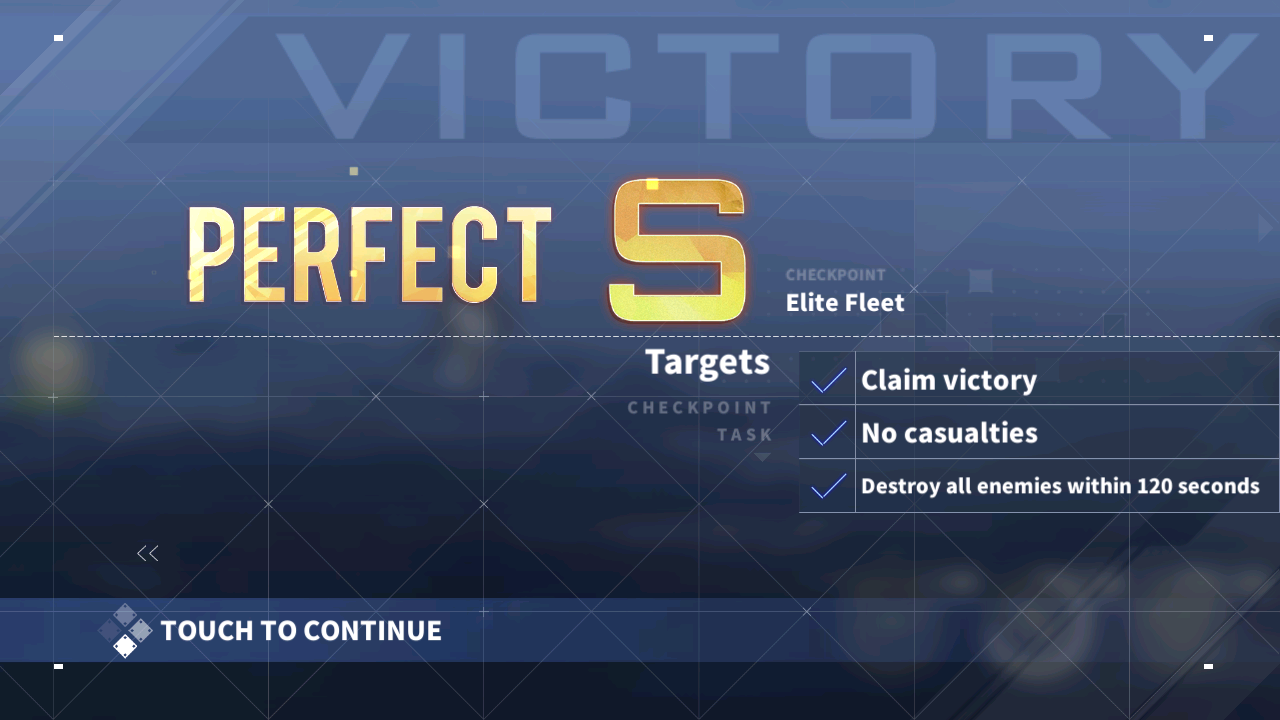 VICTORY
PERFECT S
CHECKPOINT
Elite Fleet
Targets
CHECKPOINT
TASK
Claim victory
No casualties
Destroy all enemies within 120 seconds
TOUCH TO CONTINUE